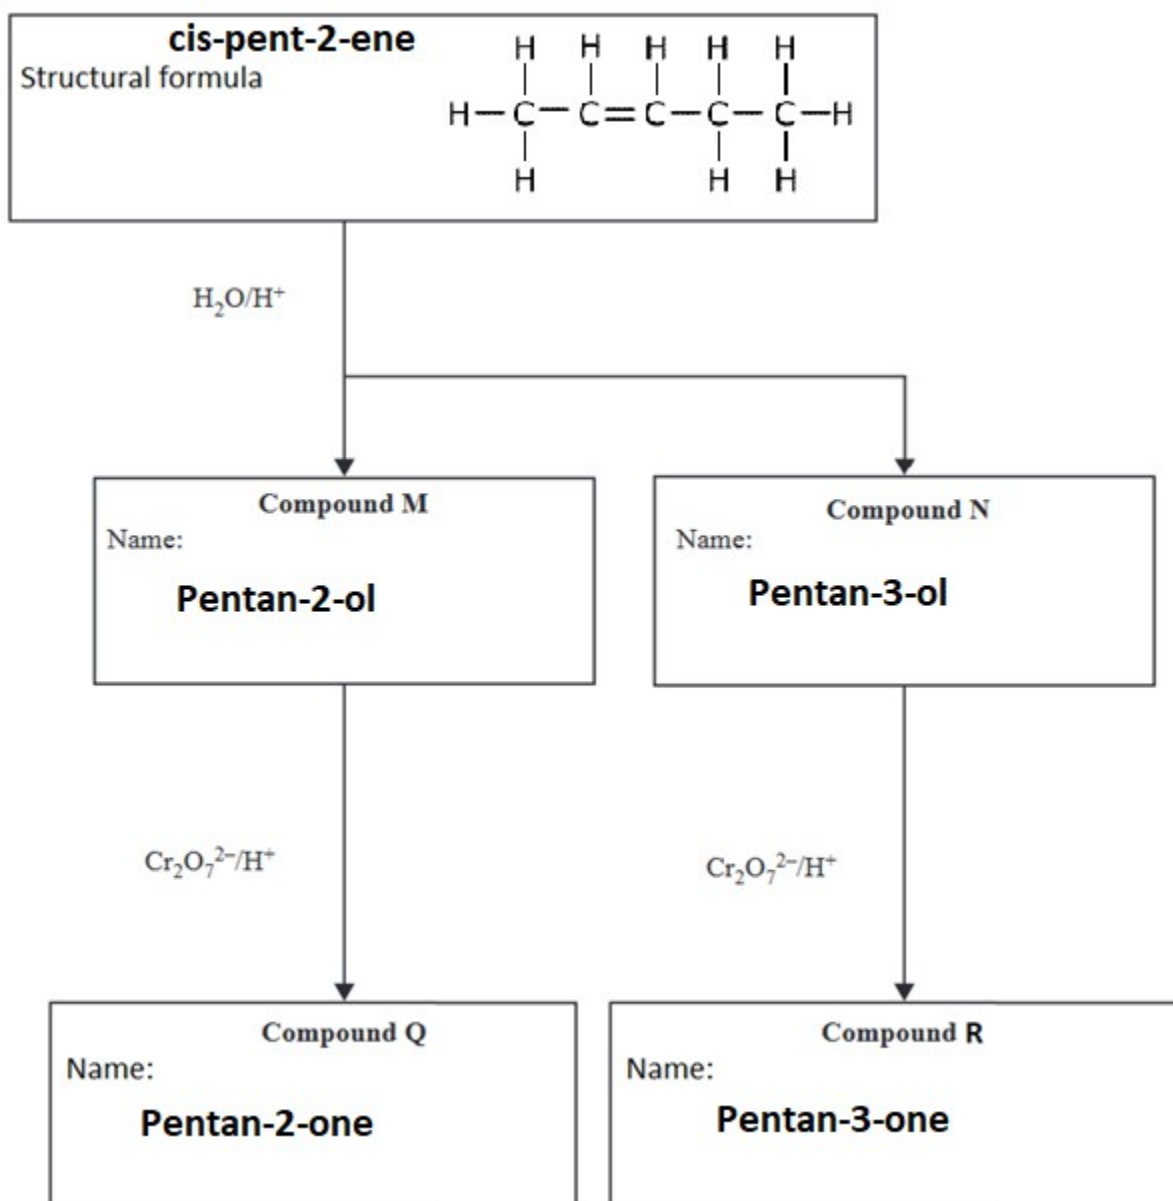 cis-pent-2-ene
Structural formula
H H H H H
H—C—C=C—C—C—H
H H H
H₂O/H⁺
Compound M
Name:
Pentan-2-ol
Compound N
Name:
Pentan-3-ol
Cr₂O₇²⁻/H⁺
Cr₂O₇²⁻/H⁺
Compound Q
Name:
Pentan-2-one
Compound R
Name:
Pentan-3-one